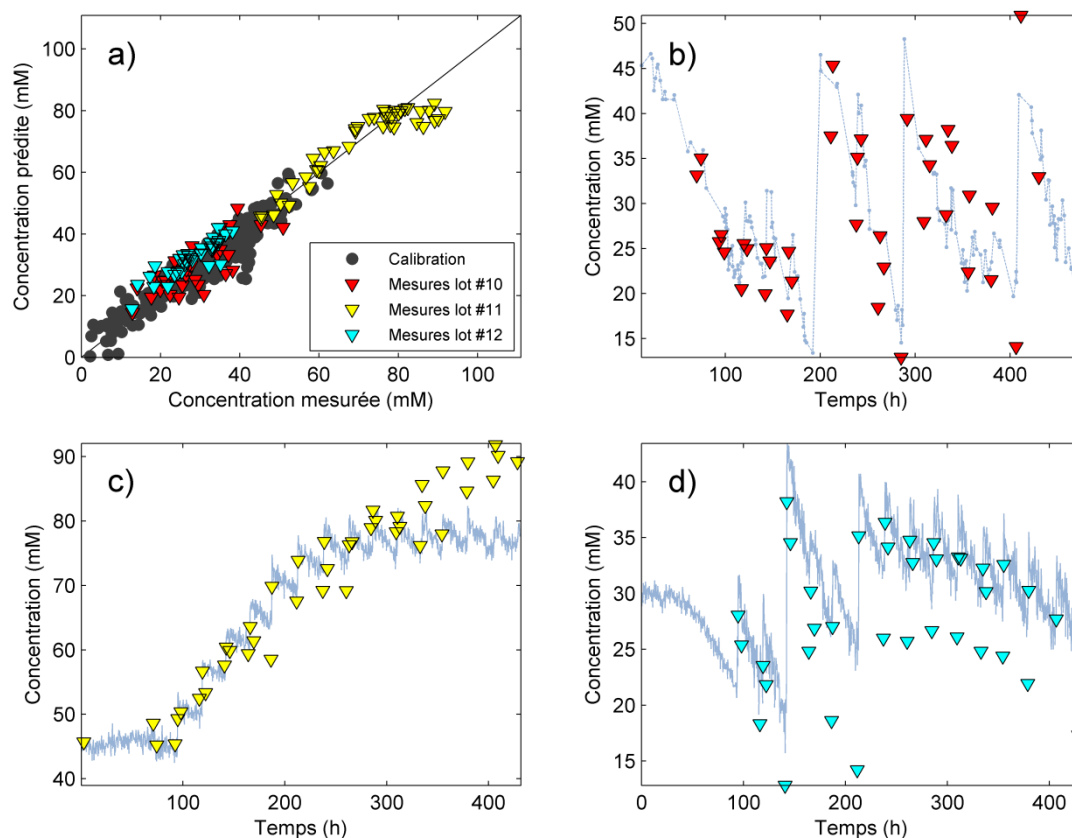 a)
Concentration prédite (mM)
100
80
60
40
20
0
0 20 40 60 80 100
Concentration mesurée (mM)
Calibration
Mesures lot #10
Mesures lot #11
Mesures lot #12
b)
Concentration (mM)
50
45
40
35
30
25
20
15
100 200 300 400
Temps (h)
c)
Concentration (mM)
90
80
70
60
50
40
100 200 300 400
Temps (h)
d)
Concentration (mM)
40
35
30
25
20
15
0 100 200 300 400
Temps (h)